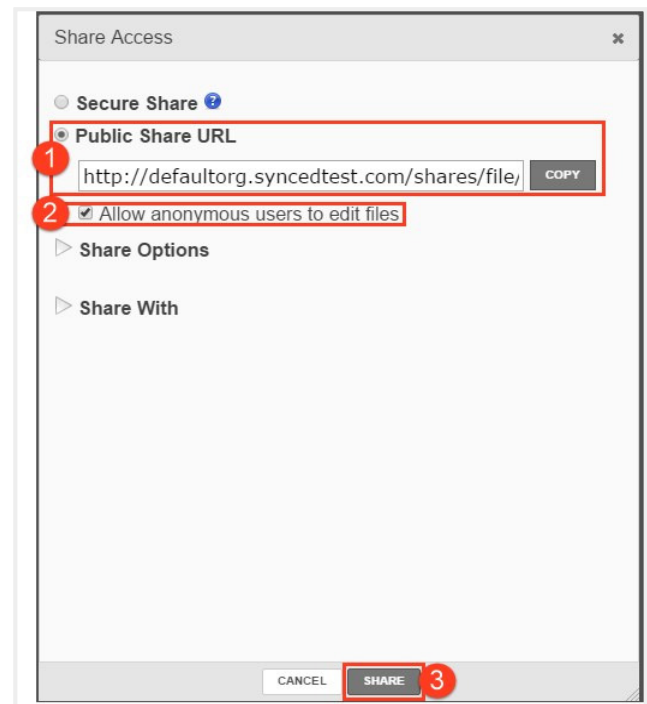 Share Access ×
Secure Share ?
Public Share URL
1
http://defaultorg.syncedtest.com/shares/file/ COPY
2 Allow anonymous users to edit files
Share Options
Share With
CANCEL SHARE 3